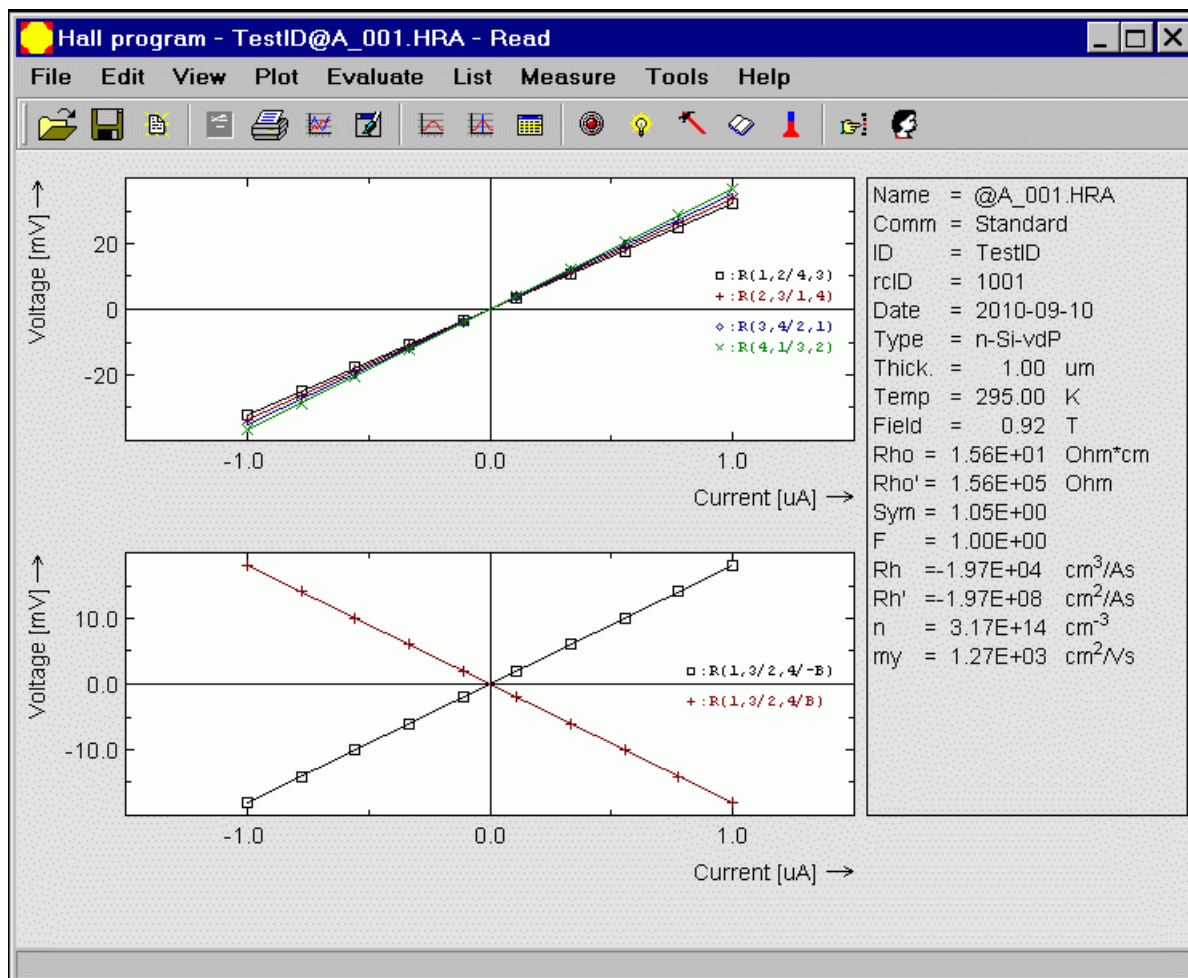 Hall program - TestID@A_001.HRA - Read
File Edit View Plot Evaluate List Measure Tools Help
Voltage [mV]
20
0
-20
□ :R(1,2/4,3)
+ :R(2,3/1,4)
◇ :R(3,4/2,1)
× :R(4,1/3,2)
-1.0 0.0 1.0
Current [uA]
Voltage [mV]
10.0
0.0
-10.0
□ :R(1,3/2,4/-B)
+ :R(1,3/2,4/B)
-1.0 0.0 1.0
Current [uA]
Name = @A_001.HRA
Comm = Standard
ID = TestID
rcID = 1001
Date = 2010-09-10
Type = n-Si-vdP
Thick. = 1.00 um
Temp = 295.00 K
Field = 0.92 T
Rho = 1.56E+01 Ohm*cm
Rho' = 1.56E+05 Ohm
Sym = 1.05E+00
F = 1.00E+00
Rh =-1.97E+04 cm³/As
Rh' =-1.97E+08 cm²/As
n = 3.17E+14 cm⁻³
my = 1.27E+03 cm²/Vs